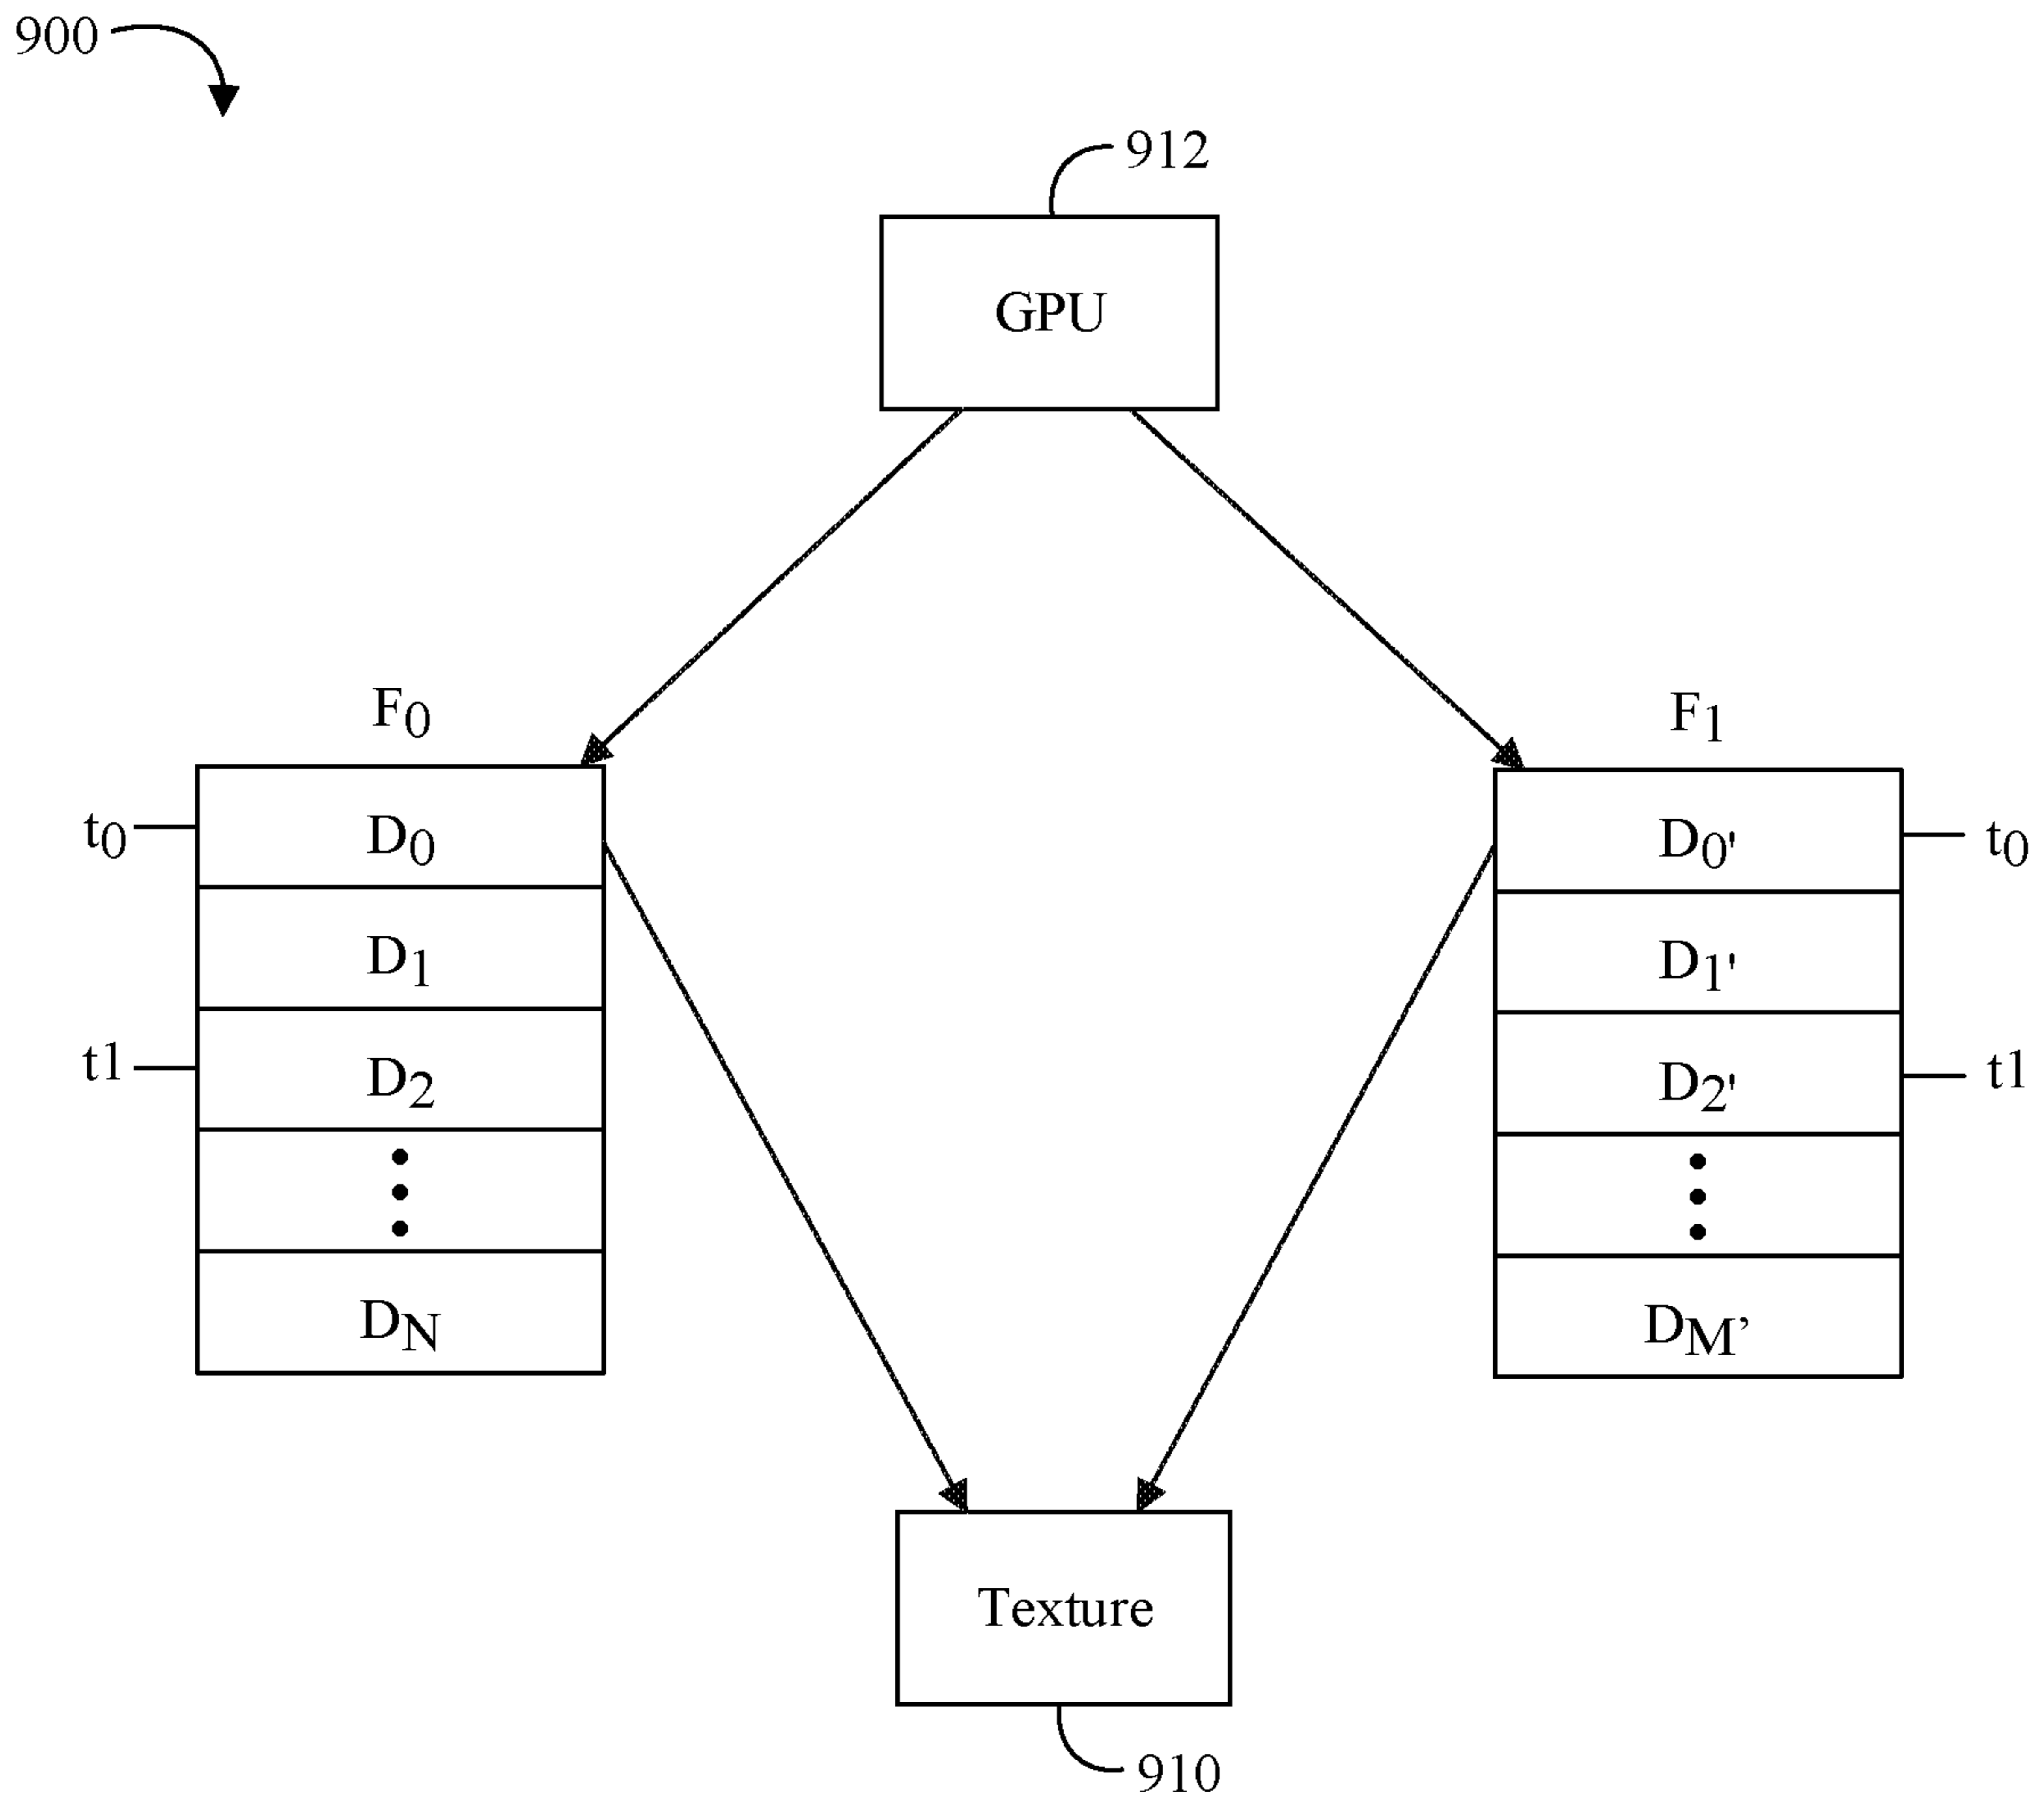 900
912
GPU
F0
F1
t0
D0
D0'
t0
D1
D1'
t1
D2
D2'
t1
DN
DM’
Texture
910